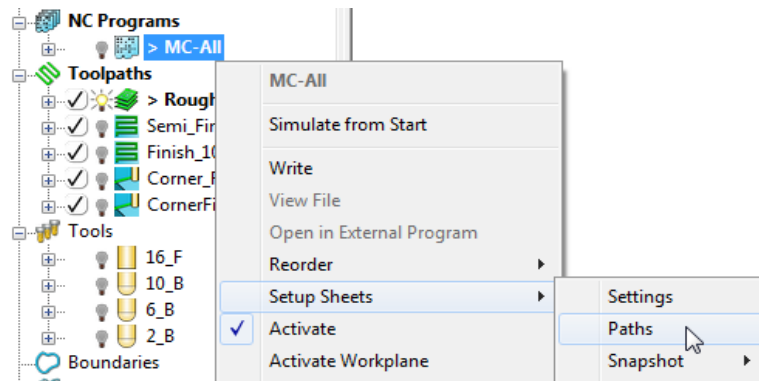 NC Programs
> MC-All
Toolpaths
> Rough
Semi_Fin
Finish_10
Corner_F
CornerFi
Tools
16_F
10_B
6_B
2_B
Boundaries
MC-All
Simulate from Start
Write
View File
Open in External Program
Reorder
Setup Sheets
Activate
Activate Workplane
Settings
Paths
Snapshot